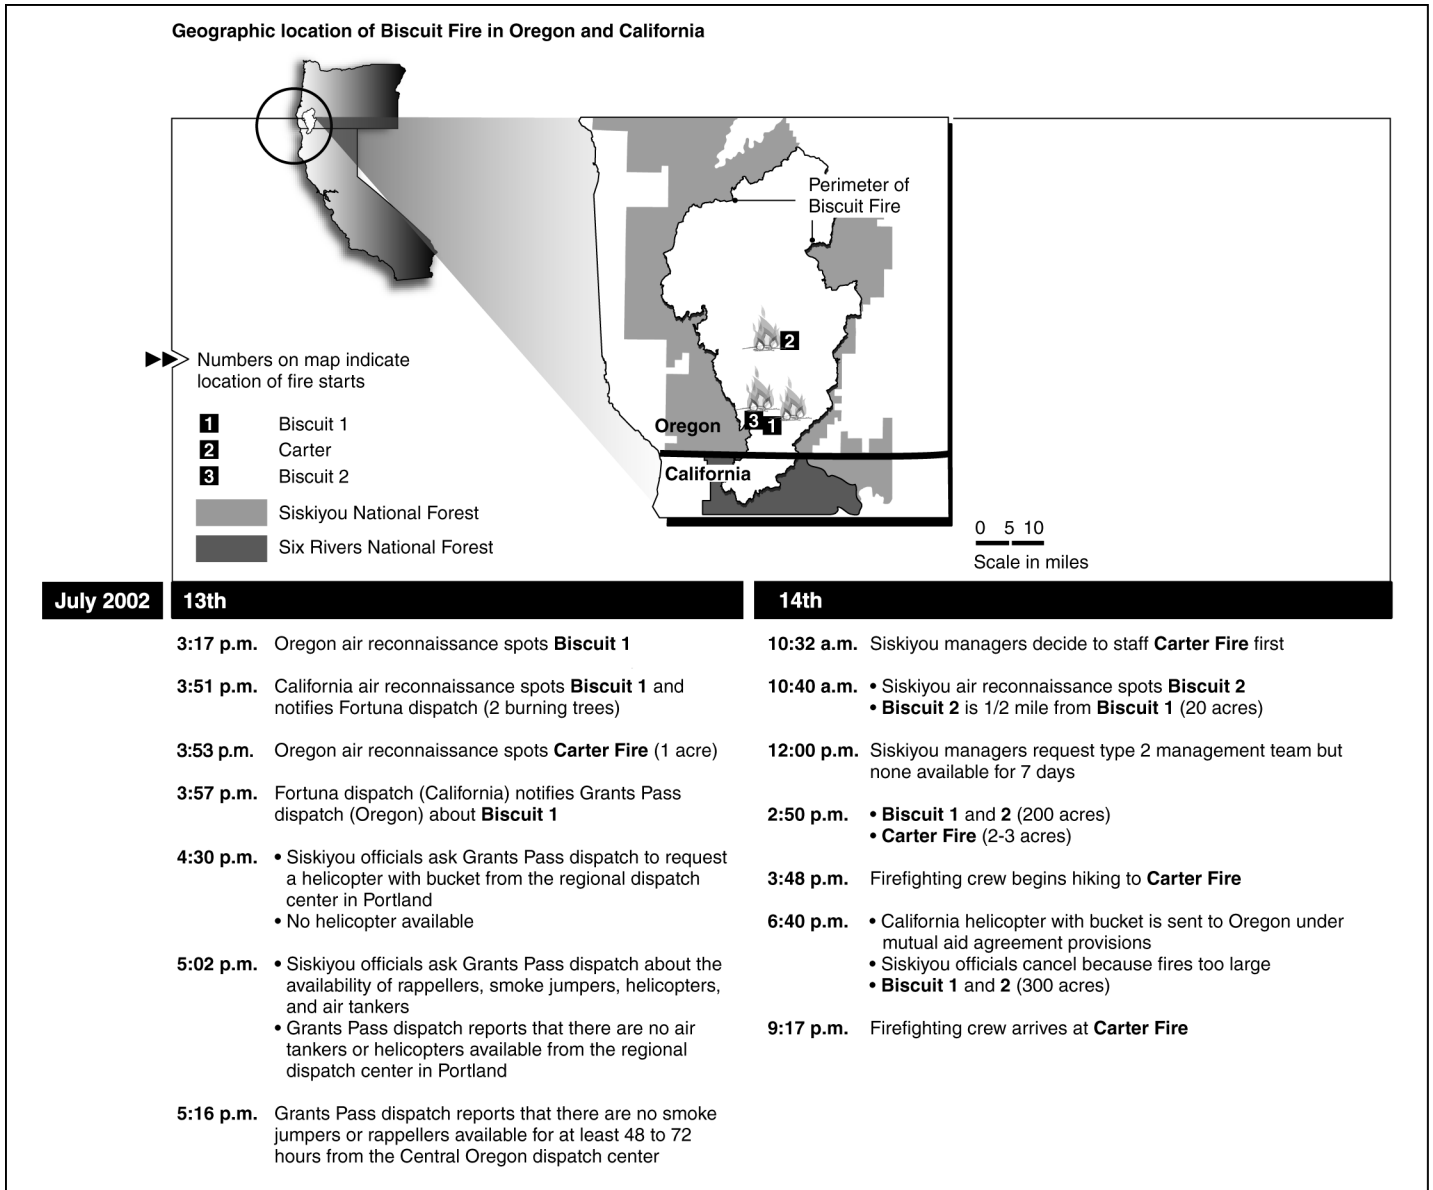 Geographic location of Biscuit Fire in Oregon and California
Perimeter of
Biscuit Fire
2
3
1
Oregon
California
Numbers on map indicate
location of fire starts
1 Biscuit 1
2 Carter
3 Biscuit 2
Siskiyou National Forest
Six Rivers National Forest
0 5 10
Scale in miles
July 2002
13th
3:17 p.m. Oregon air reconnaissance spots Biscuit 1
3:51 p.m. California air reconnaissance spots Biscuit 1 and
notifies Fortuna dispatch (2 burning trees)
3:53 p.m. Oregon air reconnaissance spots Carter Fire (1 acre)
3:57 p.m. Fortuna dispatch (California) notifies Grants Pass
dispatch (Oregon) about Biscuit 1
4:30 p.m. • Siskiyou officials ask Grants Pass dispatch to request
a helicopter with bucket from the regional dispatch
center in Portland
• No helicopter available
5:02 p.m. • Siskiyou officials ask Grants Pass dispatch about the
availability of rappellers, smoke jumpers, helicopters,
and air tankers
• Grants Pass dispatch reports that there are no air
tankers or helicopters available from the regional
dispatch center in Portland
5:16 p.m. Grants Pass dispatch reports that there are no smoke
jumpers or rappellers available for at least 48 to 72
hours from the Central Oregon dispatch center
14th
10:32 a.m. Siskiyou managers decide to staff Carter Fire first
10:40 a.m. • Siskiyou air reconnaissance spots Biscuit 2
• Biscuit 2 is 1/2 mile from Biscuit 1 (20 acres)
12:00 p.m. Siskiyou managers request type 2 management team but
none available for 7 days
2:50 p.m. • Biscuit 1 and 2 (200 acres)
• Carter Fire (2-3 acres)
3:48 p.m. Firefighting crew begins hiking to Carter Fire
6:40 p.m. • California helicopter with bucket is sent to Oregon under
mutual aid agreement provisions
• Siskiyou officials cancel because fires too large
• Biscuit 1 and 2 (300 acres)
9:17 p.m. Firefighting crew arrives at Carter Fire